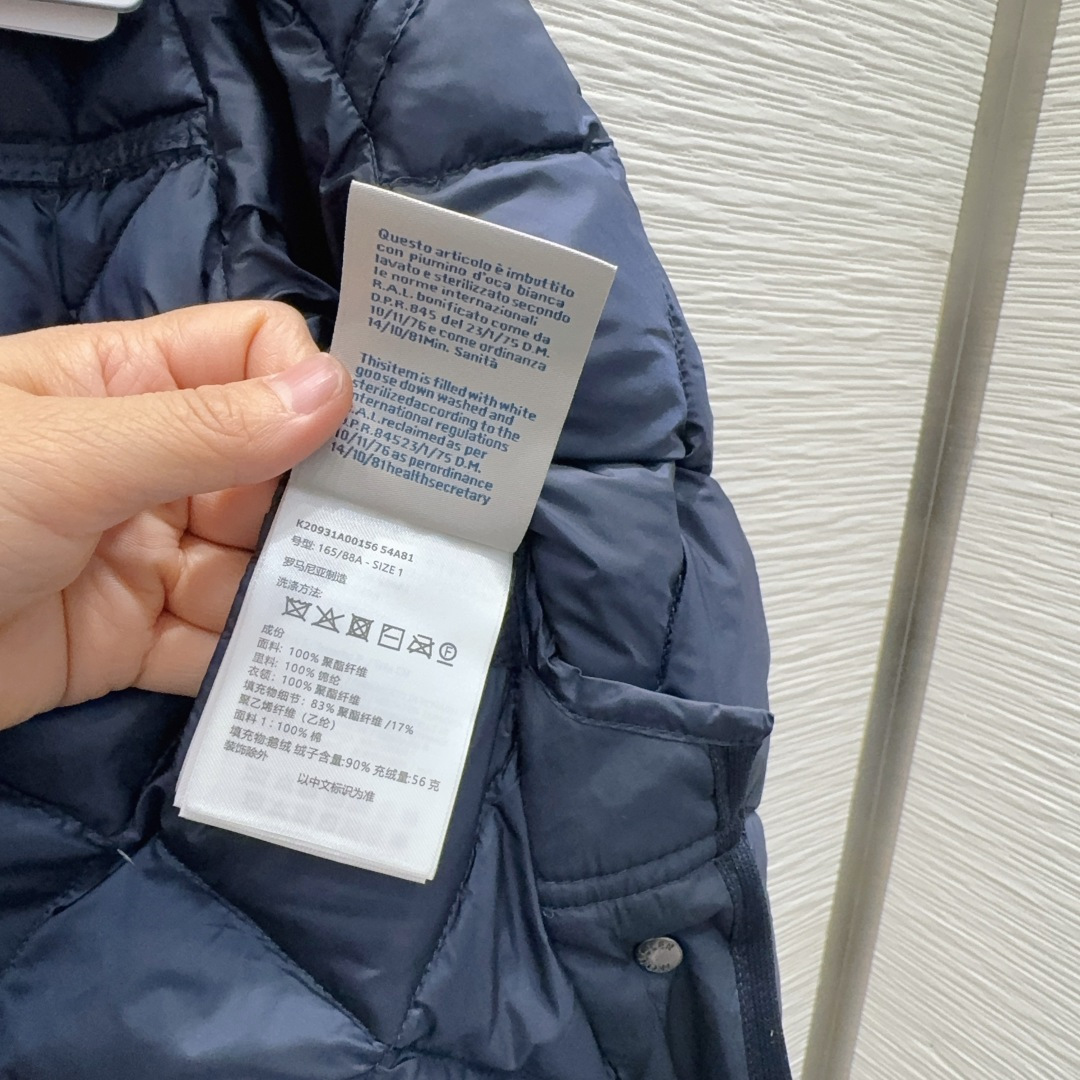 Questo articolo è imbuttito
con piumino d'oca bianca
lavato e sterilizzato secondo
le norme internazionali
R.A.L. bonificato come da
D.P.R.845 del 23/1/75 D.M.
10/11/76 e come ordinanza
14/10/81Min. Sanità
Thisitem is filled with white
goose down washed and
sterilizedaccording to the
nternational regulations
.A.L.reclaimed as per
.P.R.84523/1/75 D.M.
10/11/76 as perordinance
14/10/81healthsecretary
K20931A00156 54A81
号型: 165/88A - SIZE 1
罗马尼亚制造
洗涤方法:
F
成份
面料: 100% 聚酯纤维
里料: 100% 锦纶
衣领: 100% 聚酯纤维
填充物细节: 83% 聚酯纤维 /17%
聚乙烯纤维（乙纶）
面料 1: 100% 棉
填充物:鹅绒 绒子含量:90% 充绒量:56 克
装饰除外
以中文标识为准